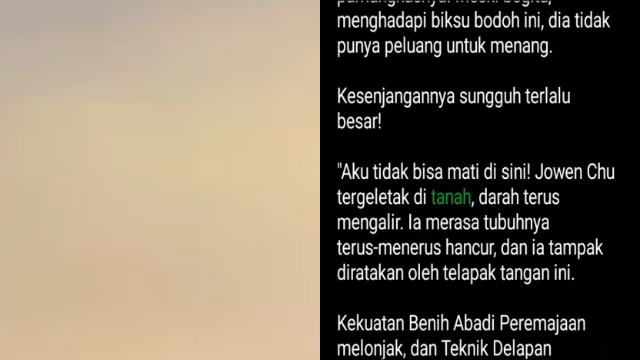 menghadapi biksu bodoh ini, dia tidak
punya peluang untuk menang.
Kesenjangannya sungguh terlalu
besar!
"Aku tidak bisa mati di sini! Jowen Chu
tergeletak di tanah, darah terus
mengalir. Ia merasa tubuhnya
terus-menerus hancur, dan ia tampak
diratakan oleh telapak tangan ini.
Kekuatan Benih Abadi Peremajaan
melonjak, dan Teknik Delapan